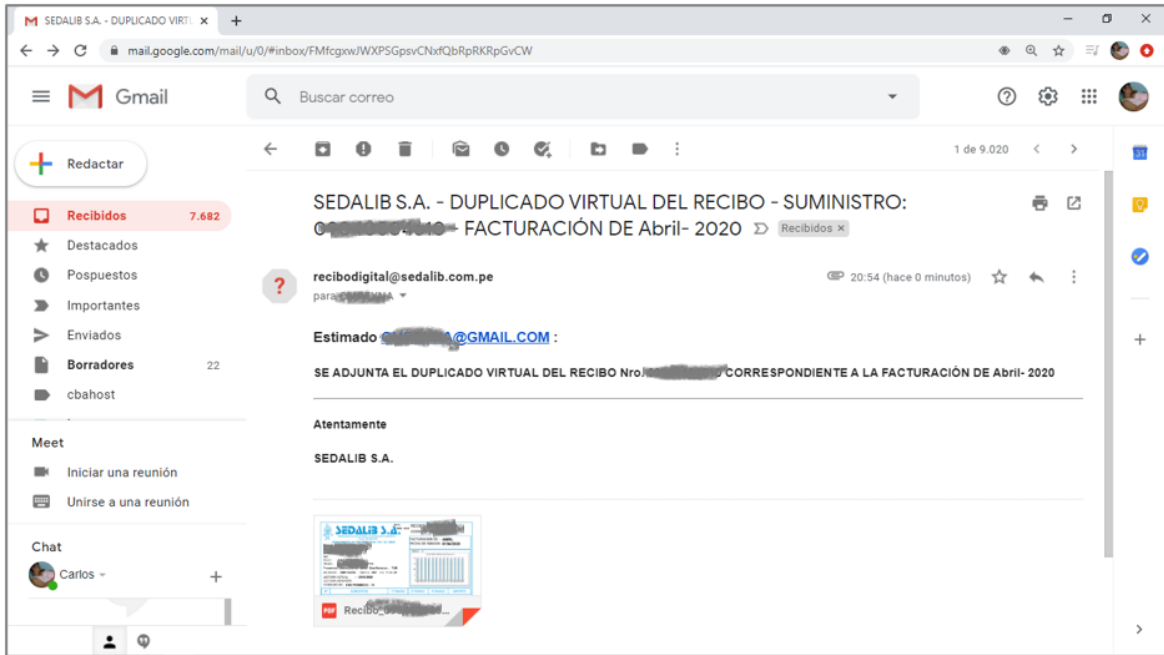 SEDALIB S.A. - DUPLICADO VIRTU
mail.google.com/mail/u/0/#inbox/FMfcgxwJWXPSGpsvCNxfQbRpRKRpGvCW
Gmail
Buscar correo
Redactar
1 de 9.020
Recibidos 7.682
Destacados
Pospuestos
Importantes
Enviados
Borradores 22
cbahost
Meet
Iniciar una reunión
Unirse a una reunión
Chat
Carlos
SEDALIB S.A. - DUPLICADO VIRTUAL DEL RECIBO - SUMINISTRO:
- FACTURACIÓN DE Abril- 2020 Recibidos x
recibodigital@sedalib.com.pe 20:54 (hace 0 minutos)
para
Estimado @GMAIL.COM :
SE ADJUNTA EL DUPLICADO VIRTUAL DEL RECIBO Nro. CORRESPONDIENTE A LA FACTURACIÓN DE Abril- 2020
Atentamente
SEDALIB S.A.
SEDALIB S.A.
PDF Recibo_